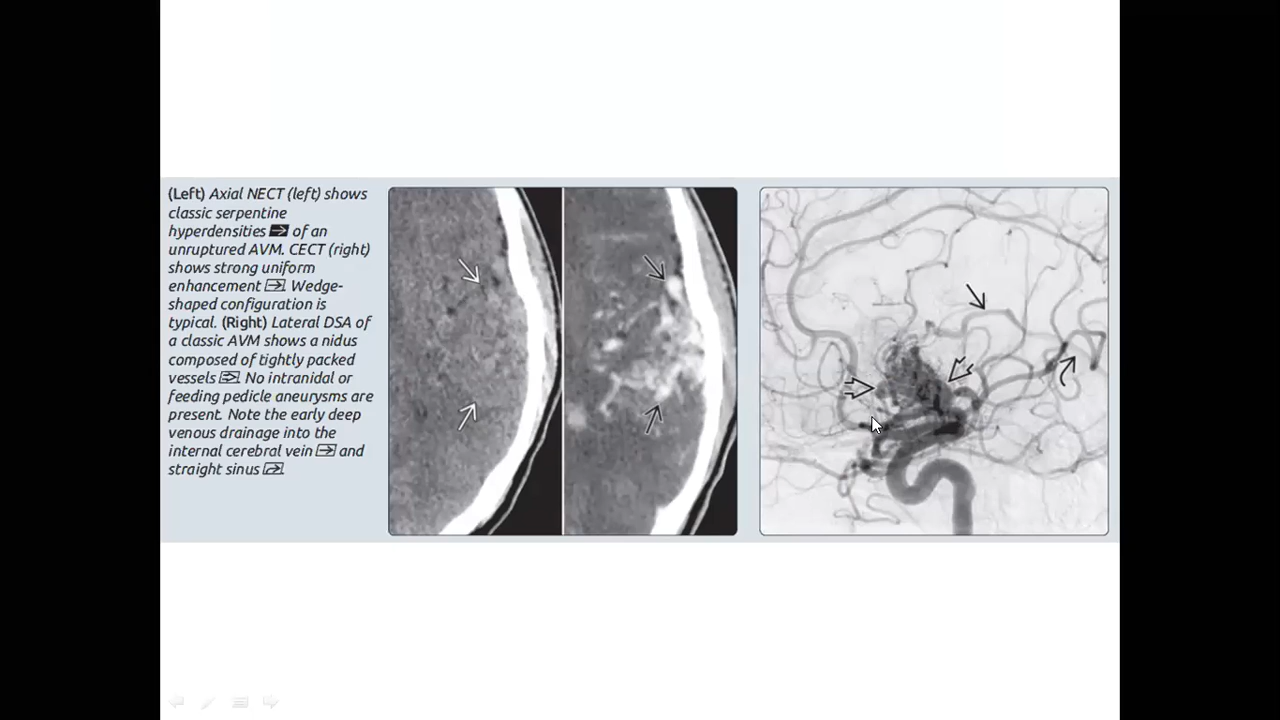 (Left) Axial NECT (left) shows
classic serpentine
hyperdensities of an
unruptured AVM. CECT (right)
shows strong uniform
enhancement . Wedge-
shaped configuration is
typical. (Right) Lateral DSA of
a classic AVM shows a nidus
composed of tightly packed
vessels . No intranidal or
feeding pedicle aneurysms are
present. Note the early deep
venous drainage into the
internal cerebral vein and
straight sinus .